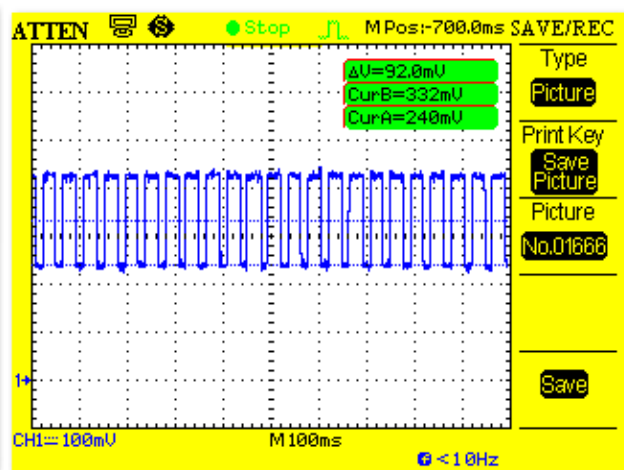 ATTEN Stop M Pos:-700.0ms SAVE/REC
ΔV=92.0mV
CurB=332mV
CurA=240mV
Type
Picture
Print Key
Save
Picture
Picture
No.01666
Save
1
CH1 100mV M100ms
<10Hz